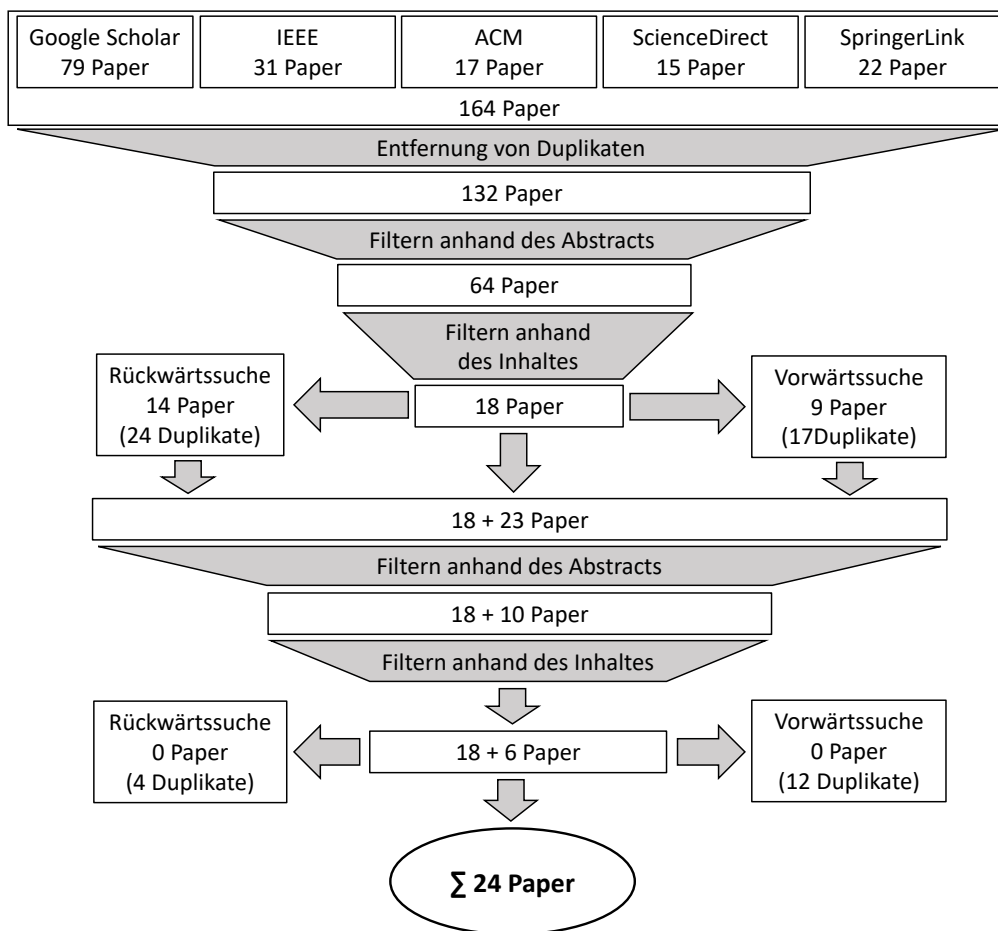 Google Scholar
79 Paper
IEEE
31 Paper
ACM
17 Paper
ScienceDirect
15 Paper
SpringerLink
22 Paper
164 Paper
Entfernung von Duplikaten
132 Paper
Filtern anhand des Abstracts
64 Paper
Filtern anhand
des Inhaltes
Rückwärtssuche
14 Paper
(24 Duplikate)
18 Paper
Vorwärtssuche
9 Paper
(17Duplikate)
18 + 23 Paper
Filtern anhand des Abstracts
18 + 10 Paper
Filtern anhand des Inhaltes
Rückwärtssuche
0 Paper
(4 Duplikate)
18 + 6 Paper
Vorwärtssuche
0 Paper
(12 Duplikate)
∑ 24 Paper